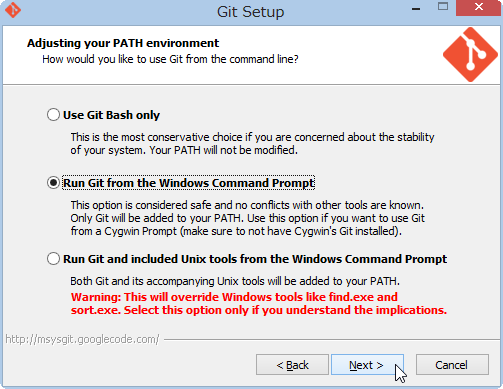 Git Setup
Adjusting your PATH environment
How would you like to use Git from the command line?
Use Git Bash only
This is the most conservative choice if you are concerned about the stability
of your system. Your PATH will not be modified.
Run Git from the Windows Command Prompt
This option is considered safe and no conflicts with other tools are known.
Only Git will be added to your PATH. Use this option if you want to use Git
from a Cygwin Prompt (make sure to not have Cygwin's Git installed).
Run Git and included Unix tools from the Windows Command Prompt
Both Git and its accompanying Unix tools will be added to your PATH.
Warning: This will override Windows tools like find.exe and
sort.exe. Select this option only if you understand the implications.
http://msysgit.googlecode.com/
< Back
Next >
Cancel